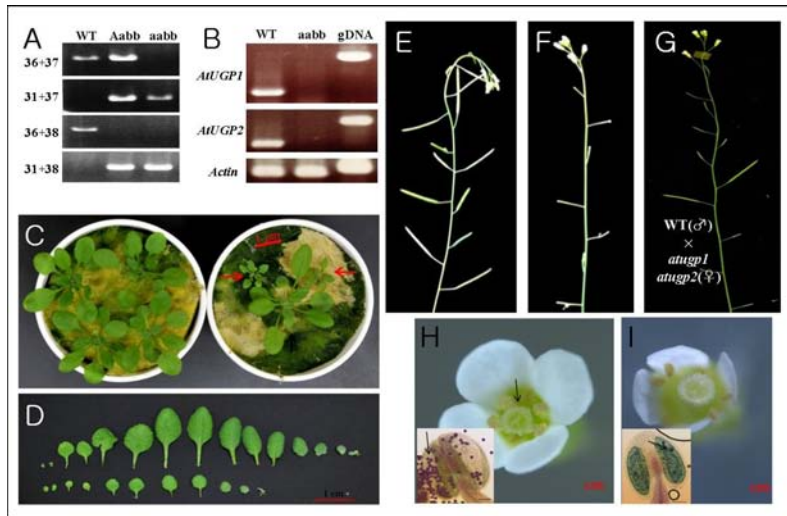 A
WT Aabb aabb
36+37
31+37
36+38
31+38
B
WT aabb gDNA
AtUGP1
AtUGP2
Actin
C
D
1 cm
E
F
G
WT(♂)
×
atugp1
atugp2(♀)
H
I